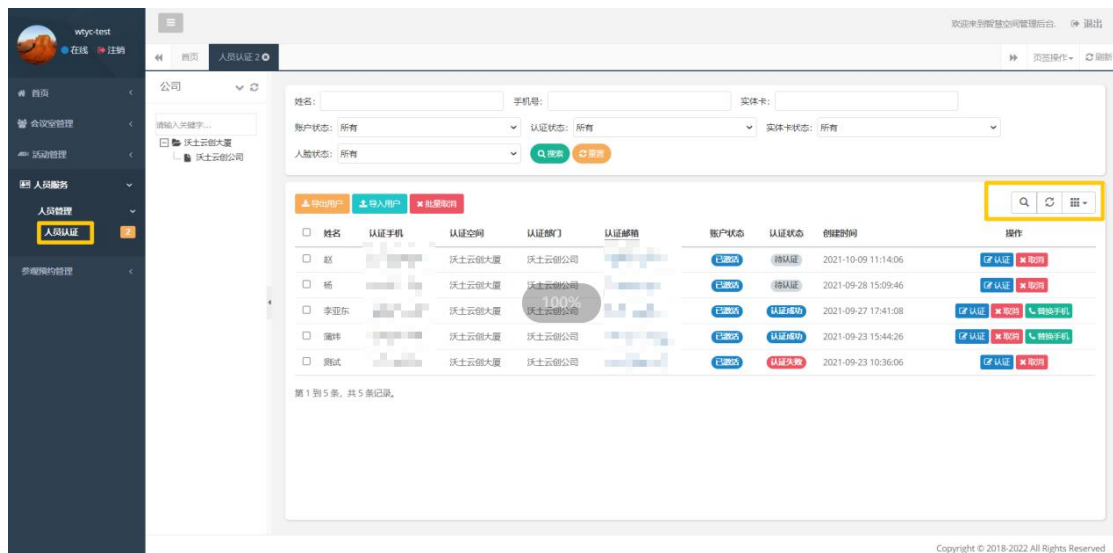 wtyc-test
在线 注销
首页
会议室管理
活动管理
人员服务
人员管理
人员认证 2
参观预约管理
欢迎来到智慧空间管理后台. 退出
首页 人员认证 2 页签操作 刷新
公司
请输入关键字...
沃土云创大厦
沃土云创公司
姓名: 手机号: 实体卡:
账户状态: 所有 认证状态: 所有 实体卡状态: 所有
人脸状态: 所有 搜索 重置
导出用户 导入用户 批量取消
姓名 认证手机 认证空间 认证部门 认证邮箱 账户状态 认证状态 创建时间 操作
赵 沃土云创大厦 沃土云创公司 已激活 待认证 2021-10-09 11:14:06 认证 取消
杨 沃土云创大厦 沃土云创公司 已激活 待认证 2021-09-28 15:09:46 认证 取消
100%
李亚东 沃土云创大厦 沃土云创公司 已激活 认证成功 2021-09-27 17:41:08 认证 取消 替换手机
蒲炜 沃土云创大厦 沃土云创公司 已激活 认证成功 2021-09-23 15:44:26 认证 取消 替换手机
测试 沃土云创大厦 沃土云创公司 已激活 认证失败 2021-09-23 10:36:06 认证 取消
第 1 到 5 条，共 5 条记录。
Copyright © 2018-2022 All Rights Reserved